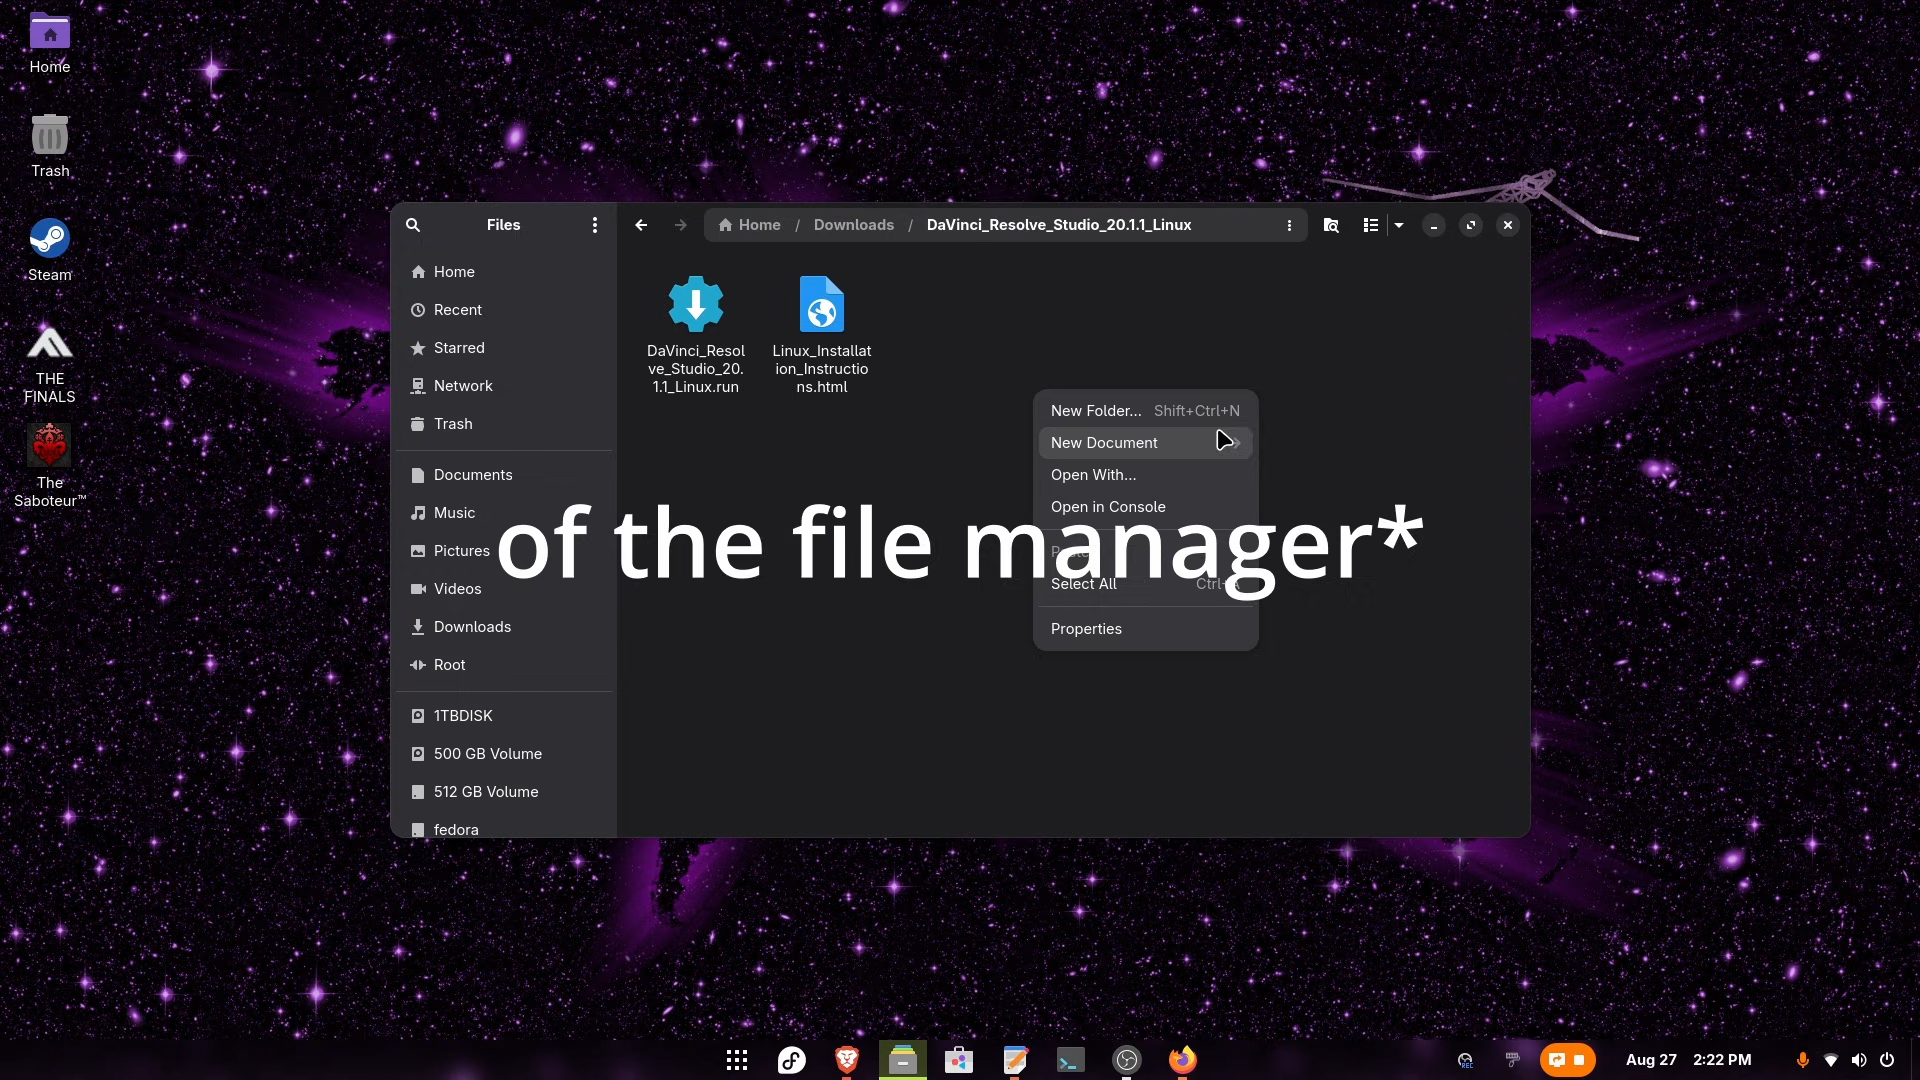 Home
Trash
Steam
THE
FINALS
The
Saboteur™
Files
Home / Downloads / DaVinci_Resolve_Studio_20.1.1_Linux
Home
Recent
Starred
Network
Trash
Documents
Music
Pictures
Videos
Downloads
Root
1TBDISK
500 GB Volume
512 GB Volume
fedora
DaVinci_Resol
ve_Studio_20.
1.1_Linux.run
Linux_Installat
ion_Instructio
ns.html
New Folder... Shift+Ctrl+N
New Document
Open With...
Open in Console
Select All
Properties
of the file manager*
REC
Aug 27 2:22 PM